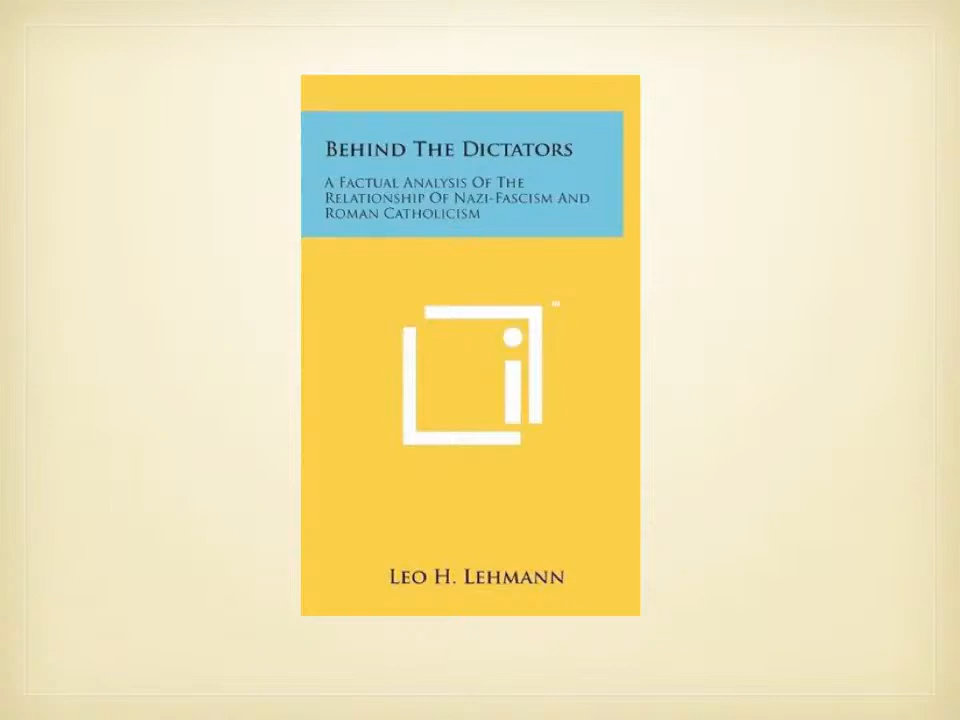 Behind The Dictators
A Factual Analysis Of The
Relationship Of Nazi-Fascism And
Roman Catholicism
Leo H. Lehmann